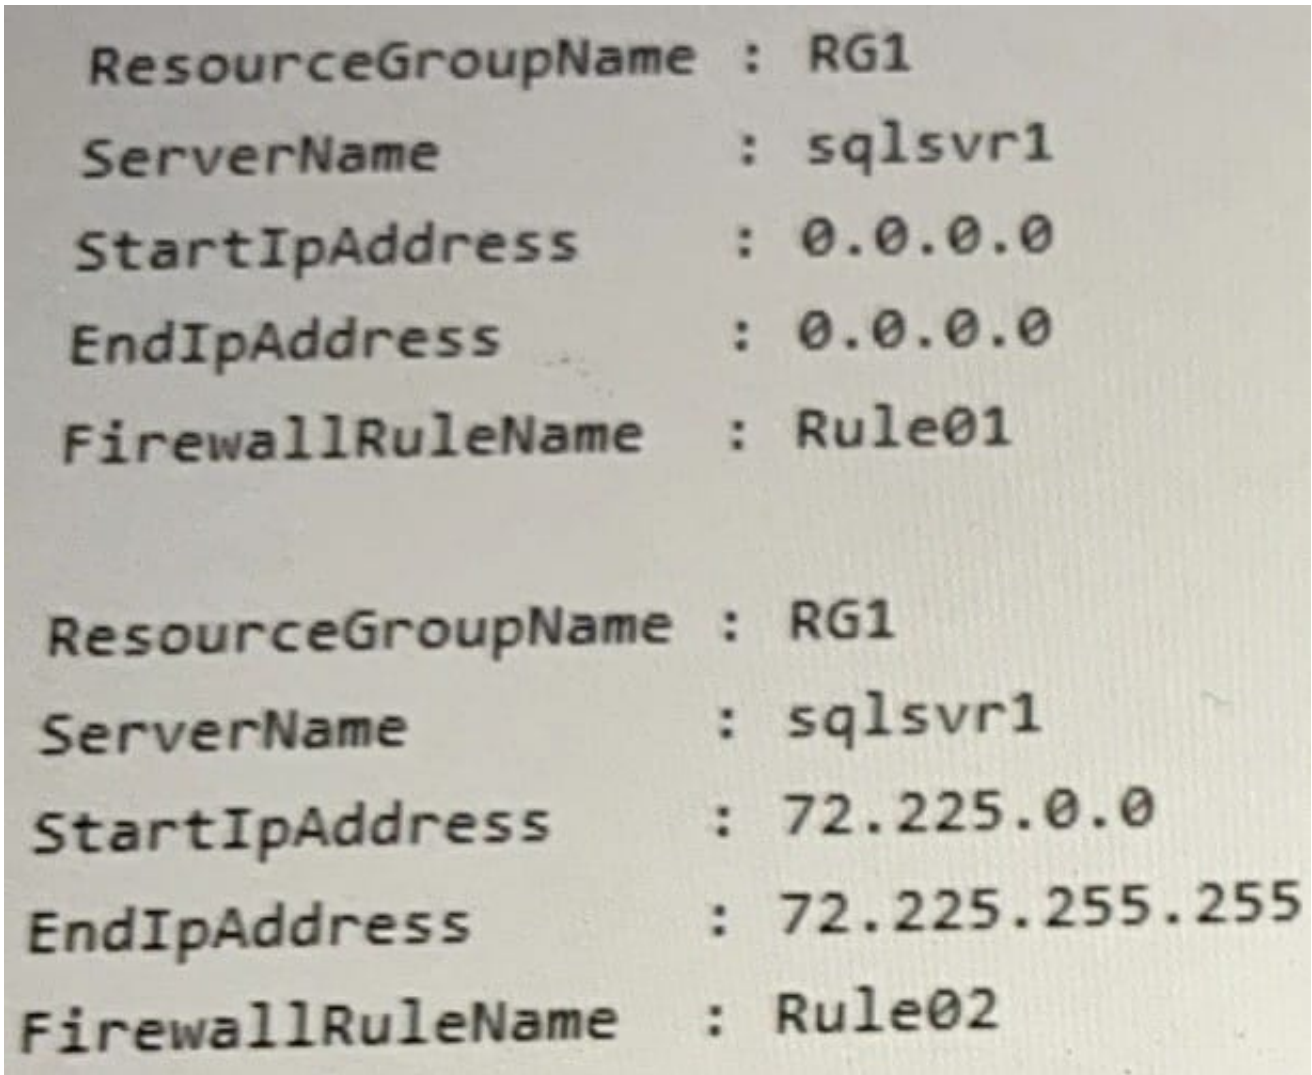 ResourceGroupName : RG1
ServerName : sqlsvr1
StartIpAddress : 0.0.0.0
EndIpAddress : 0.0.0.0
FirewallRuleName : Rule01
ResourceGroupName : RG1
ServerName : sqlsvr1
StartIpAddress : 72.225.0.0
EndIpAddress : 72.225.255.255
FirewallRuleName : Rule02